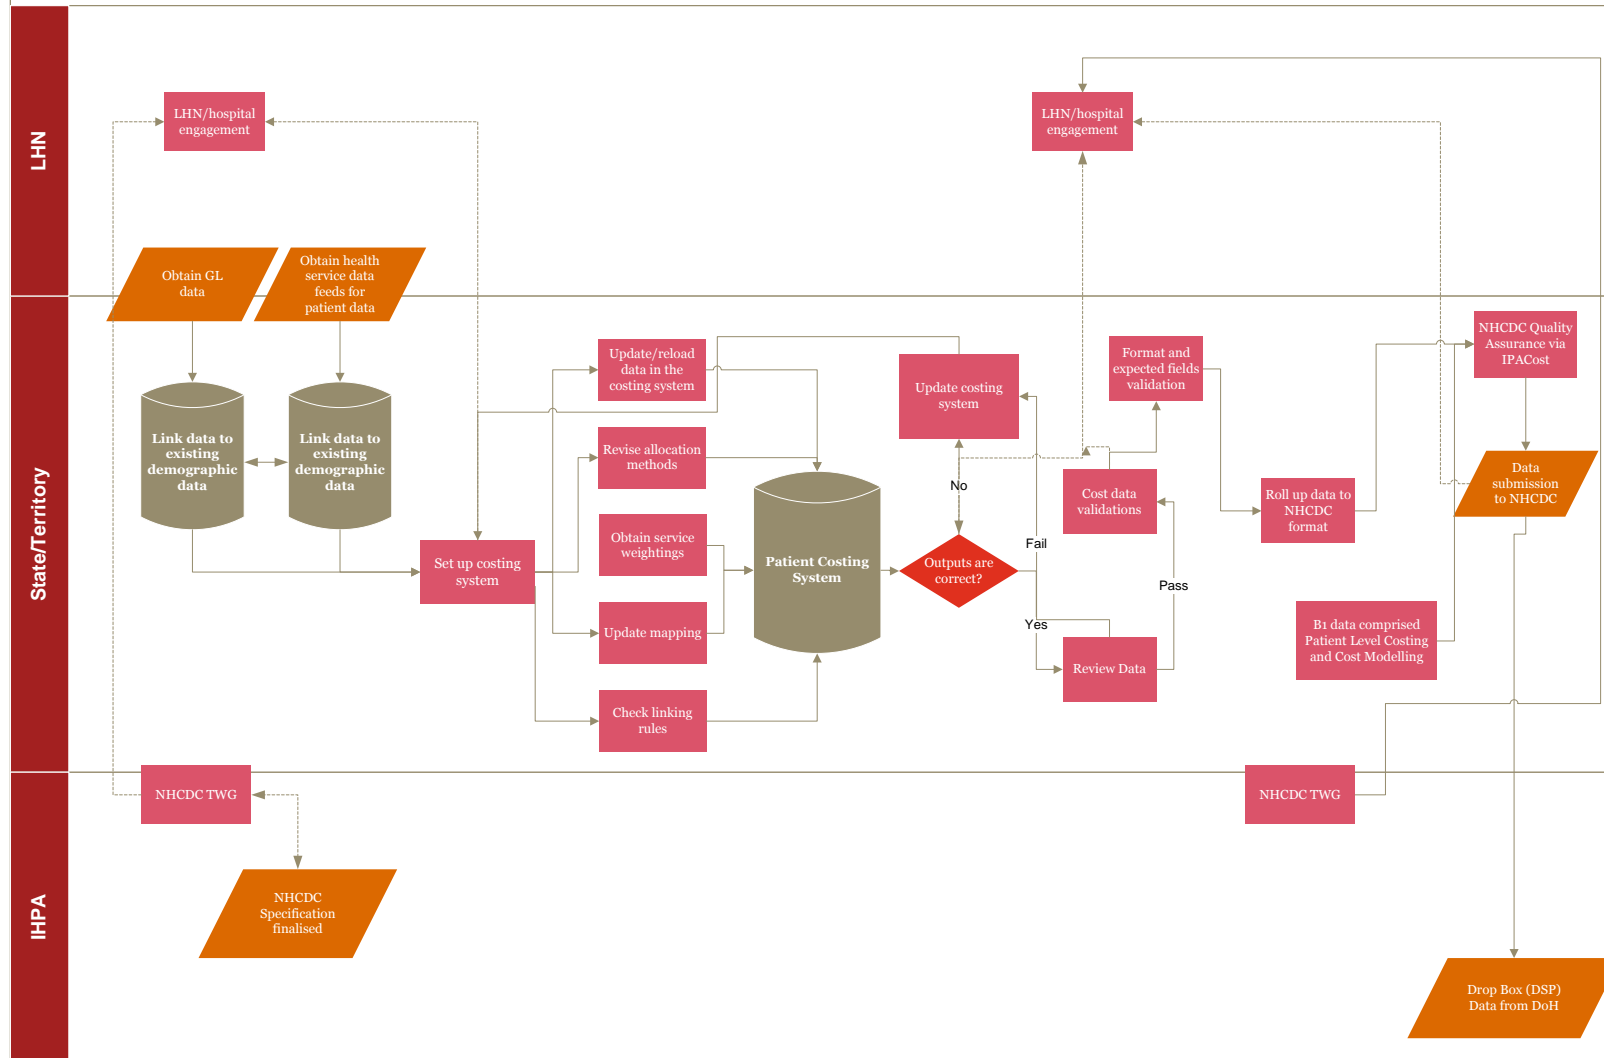 LHN
LHN/hospital
engagement
LHN/hospital
engagement
Obtain GL
data
Obtain health
service data
feeds for
patient data
State/Territory
Link data to
existing
demographic
data
Link data to
existing
demographic
data
Set up costing
system
Update/reload
data in the
costing system
Revise allocation
methods
Obtain service
weightings
Update mapping
Check linking
rules
Patient Costing
System
Update costing
system
No
Outputs are
correct?
Fail
Yes
Review Data
Pass
Cost data
validations
Format and
expected fields
validation
Roll up data to
NHCDC
format
NHCDC Quality
Assurance via
IPACost
Data
submission
to NHCDC
B1 data comprised
Patient Level Costing
and Cost Modelling
IHPA
NHCDC TWG
NHCDC
Specification
finalised
NHCDC TWG
Drop Box (DSP)
Data from DoH